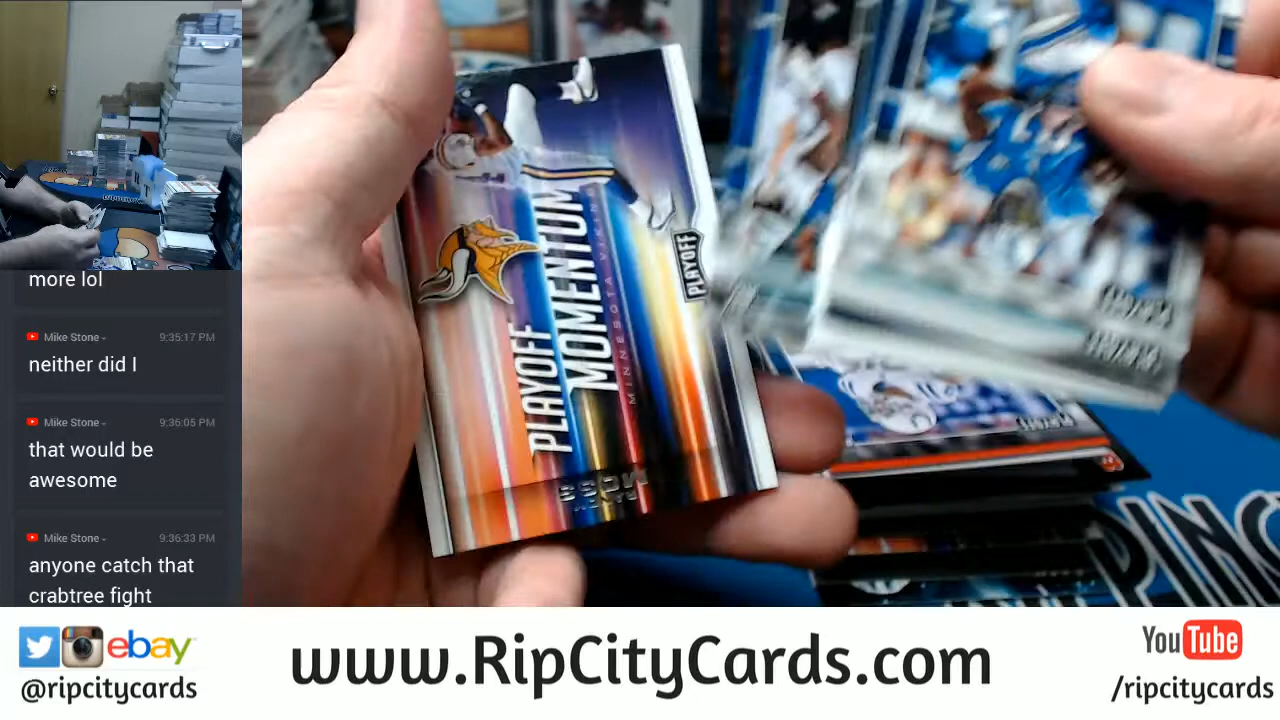 more lol
Mike Stone
9:35:17 PM
neither did I
Mike Stone
9:36:05 PM
that would be
awesome
Mike Stone
9:36:33 PM
anyone catch that
crabtree fight
PLAYOFF
MOMENTUM
PLAYOFF
MOSS
ebay
@ripcitycards
www.RipCityCards.com
YouTube
/ripcitycards